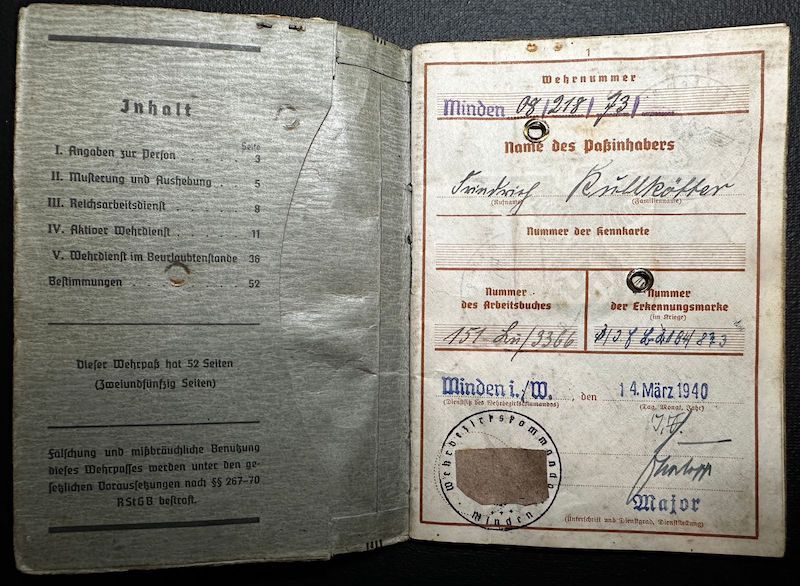 Inhalt
Seite
I. Angaben zur Person . . . . 3
II. Musterung und Aushebung . . . 5
III. Reichsarbeitsdienst . . . . 8
IV. Aktiver Wehrdienst . . . . 11
V. Wehrdienst im Beurlaubtenstande 36
Bestimmungen . . . . 52
Dieser Wehrpaß hat 52 Seiten
(Zweiundfünfzig Seiten)
Fälschung und mißbräuchliche Benutzung
dieses Wehrpasses werden unter den ge-
setzlichen Voraussetzungen nach §§ 267–70
RStGB bestraft.
1
Wehrnummer
Minden 08/218/73/
Name des Paßinhabers
Friedrich Kullkötter
(Rufname) (Familienname)
Nummer der Kennkarte
Nummer
des Arbeitsbuches
151 Lu/3366
Nummer
der Erkennungsmarke
(im Kriege)
Minden i./W. , den 14. März 1940
(Dienstsitz des Wehrbezirkskommandos) (Tag, Monat, Jahr)
Wehrbezirkskommando
Minden
Major
(Unterschrift und Dienstgrad, Dienststellung)